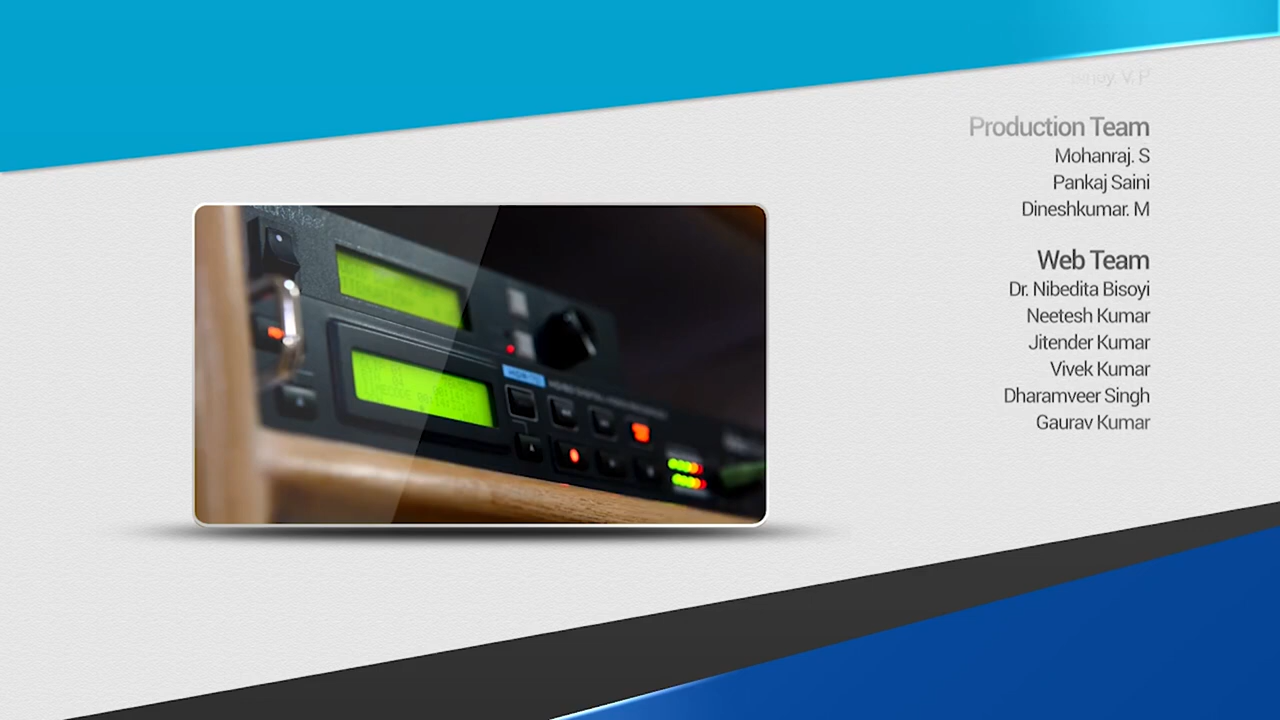 V. P
Production Team
Mohanraj. S
Pankaj Saini
Dineshkumar. M
Web Team
Dr. Nibedita Bisoyi
Neetesh Kumar
Jitender Kumar
Vivek Kumar
Dharamveer Singh
Gaurav Kumar